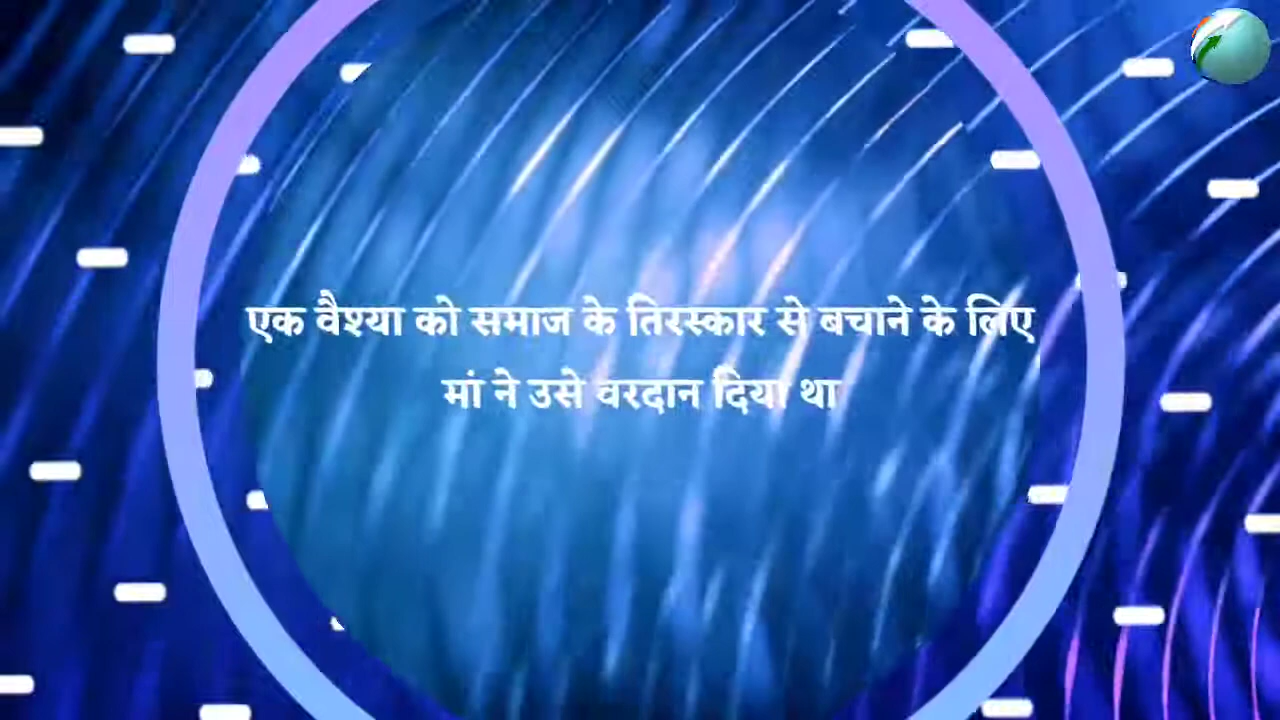 एक वैश्या को समाज के तिरस्कार से बचाने के लिए
मां ने उसे वरदान दिया था